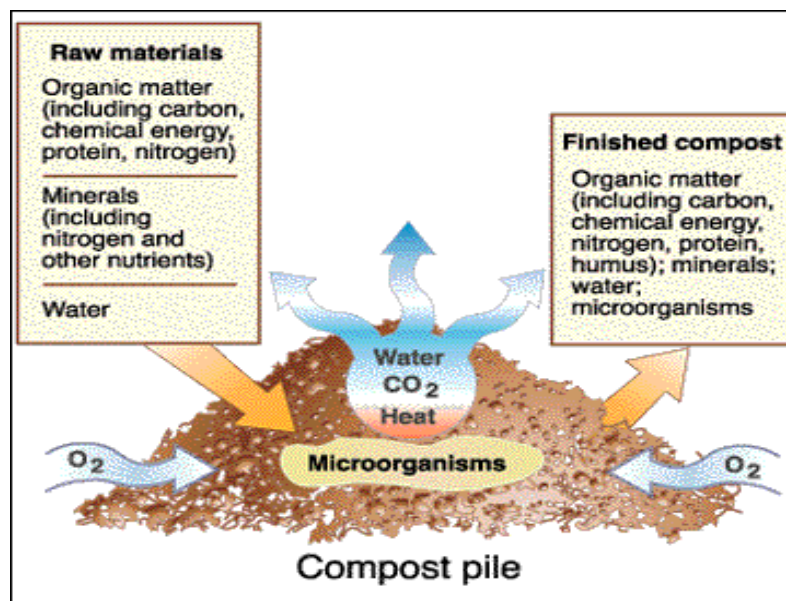 Raw materials
Organic matter
(including carbon,
chemical energy,
protein, nitrogen)
Minerals
(including
nitrogen and
other nutrients)
Water
Finished compost
Organic matter
(including carbon,
chemical energy,
nitrogen, protein,
humus); minerals;
water;
microorganisms
Water
CO2
Heat
O2
Microorganisms
O2
Compost pile